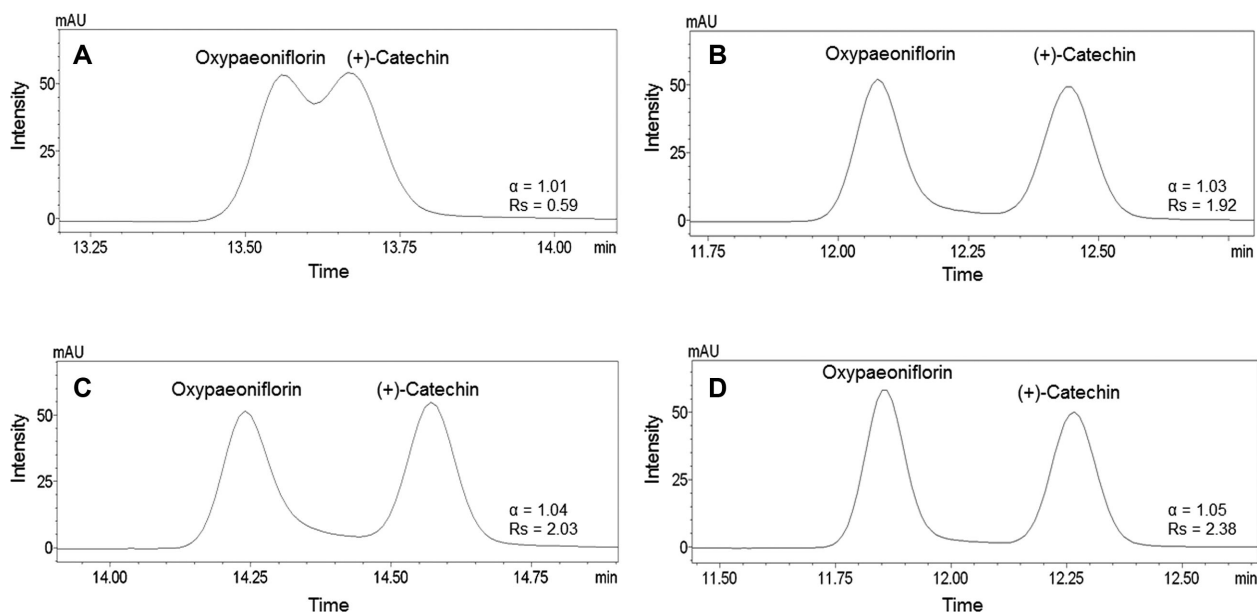 mAU
A
Oxypaeoniflorin (+)-Catechin
50
25
0
Intensity
α = 1.01
Rs = 0.59
13.25 13.50 13.75 14.00 min
Time
mAU
B
Oxypaeoniflorin (+)-Catechin
50
25
0
Intensity
α = 1.03
Rs = 1.92
11.75 12.00 12.25 12.50 min
Time
mAU
C
Oxypaeoniflorin (+)-Catechin
50
25
0
Intensity
α = 1.04
Rs = 2.03
14.00 14.25 14.50 14.75 min
Time
mAU
D
Oxypaeoniflorin
(+)-Catechin
50
25
0
Intensity
α = 1.05
Rs = 2.38
11.50 11.75 12.00 12.25 12.50 min
Time